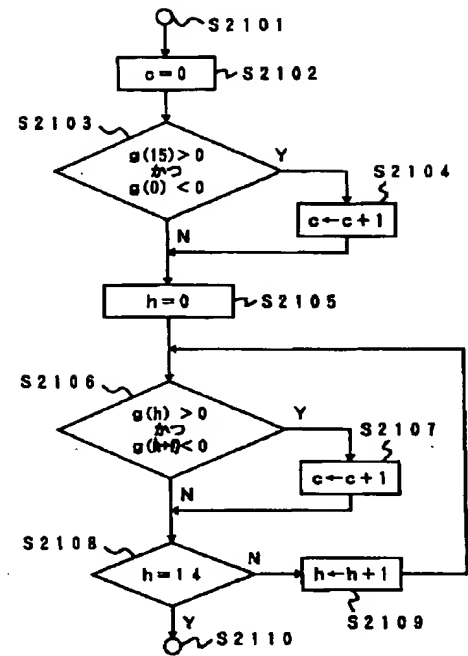 S2101
c=0
S2102
S2103
g(15)>0
かつ
g(0)<0
Y
S2104
c←c+1
N
h=0
S2105
S2106
g(h)>0
かつ
g(h+1)<0
Y
S2107
c←c+1
N
S2108
h=14
N
h←h+1
S2109
Y
S2110